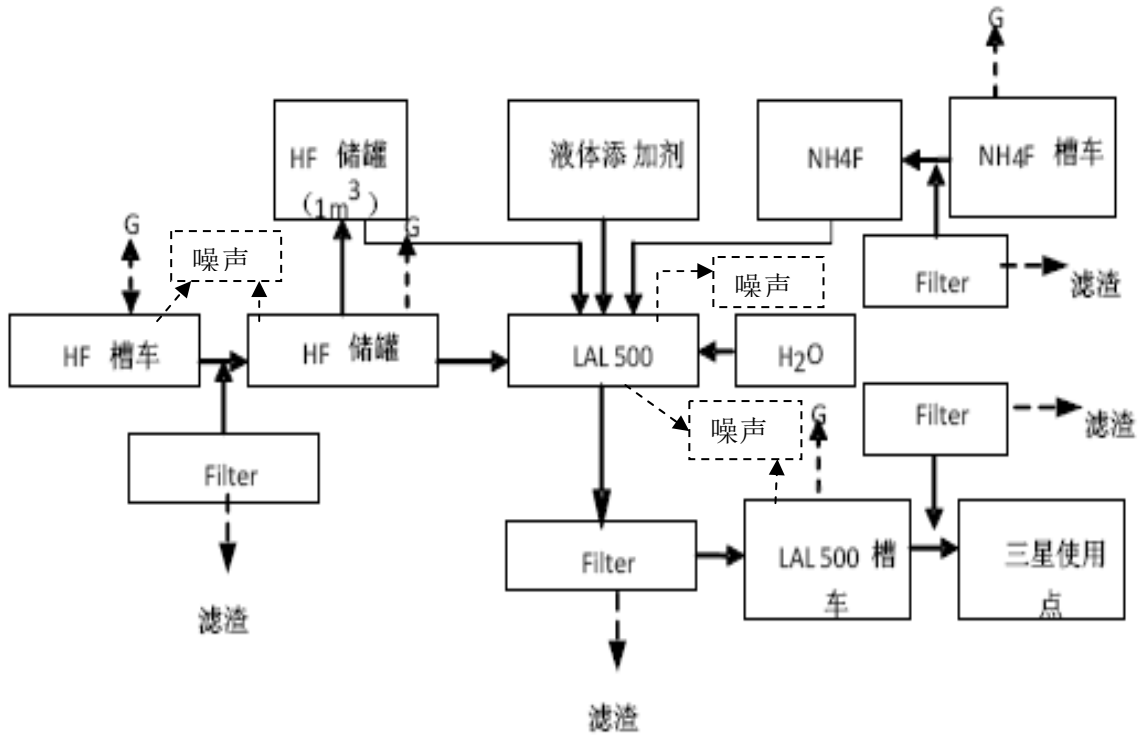 G
HF 储罐
（1m³）
液体添加剂
NH4F
NH4F 槽车
G
噪声
G
Filter
滤渣
噪声
HF 槽车
HF 储罐
LAL 500
H2O
Filter
滤渣
噪声
G
Filter
滤渣
Filter
滤渣
LAL 500 槽
车
三星使用
点